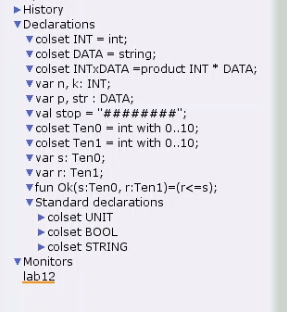 History
Declarations
colset INT = int;
colset DATA = string;
colset INTxDATA =product INT * DATA;
var n, k: INT;
var p, str : DATA;
val stop = "########";
colset Ten0 = int with 0..10;
colset Ten1 = int with 0..10;
var s: Ten0;
var r: Ten1;
fun Ok(s:Ten0, r:Ten1)=(r<=s);
Standard declarations
colset UNIT
colset BOOL
colset STRING
Monitors
lab12